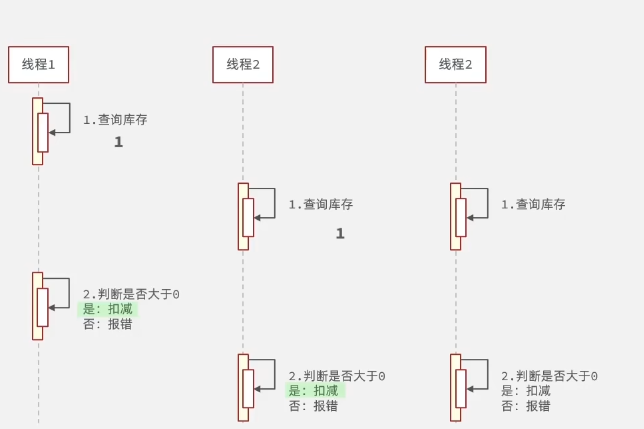 线程1
线程2
线程2
1.查询库存
1
1.查询库存
1
1.查询库存
2.判断是否大于0
是: 扣减
否: 报错
2.判断是否大于0
是: 扣减
否: 报错
2.判断是否大于0
是: 扣减
否: 报错